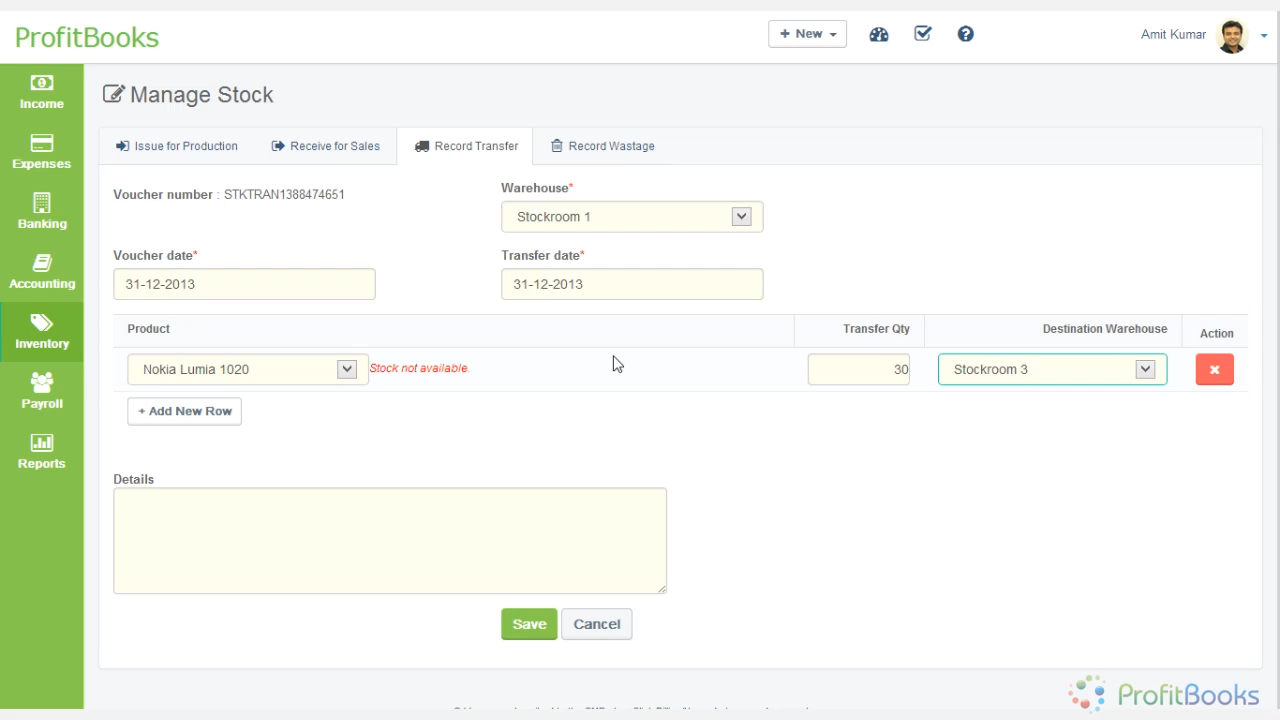 ProfitBooks
+ New
Amit Kumar
Income
Expenses
Banking
Accounting
Inventory
Payroll
Reports
Manage Stock
Issue for Production
Receive for Sales
Record Transfer
Record Wastage
Voucher number : STKTRAN1388474651
Warehouse*
Stockroom 1
Voucher date*
Transfer date*
31-12-2013
31-12-2013
Product
Transfer Qty
Destination Warehouse
Action
Nokia Lumia 1020
Stock not available.
30
Stockroom 3
+ Add New Row
Details
Save
Cancel
ProfitBooks